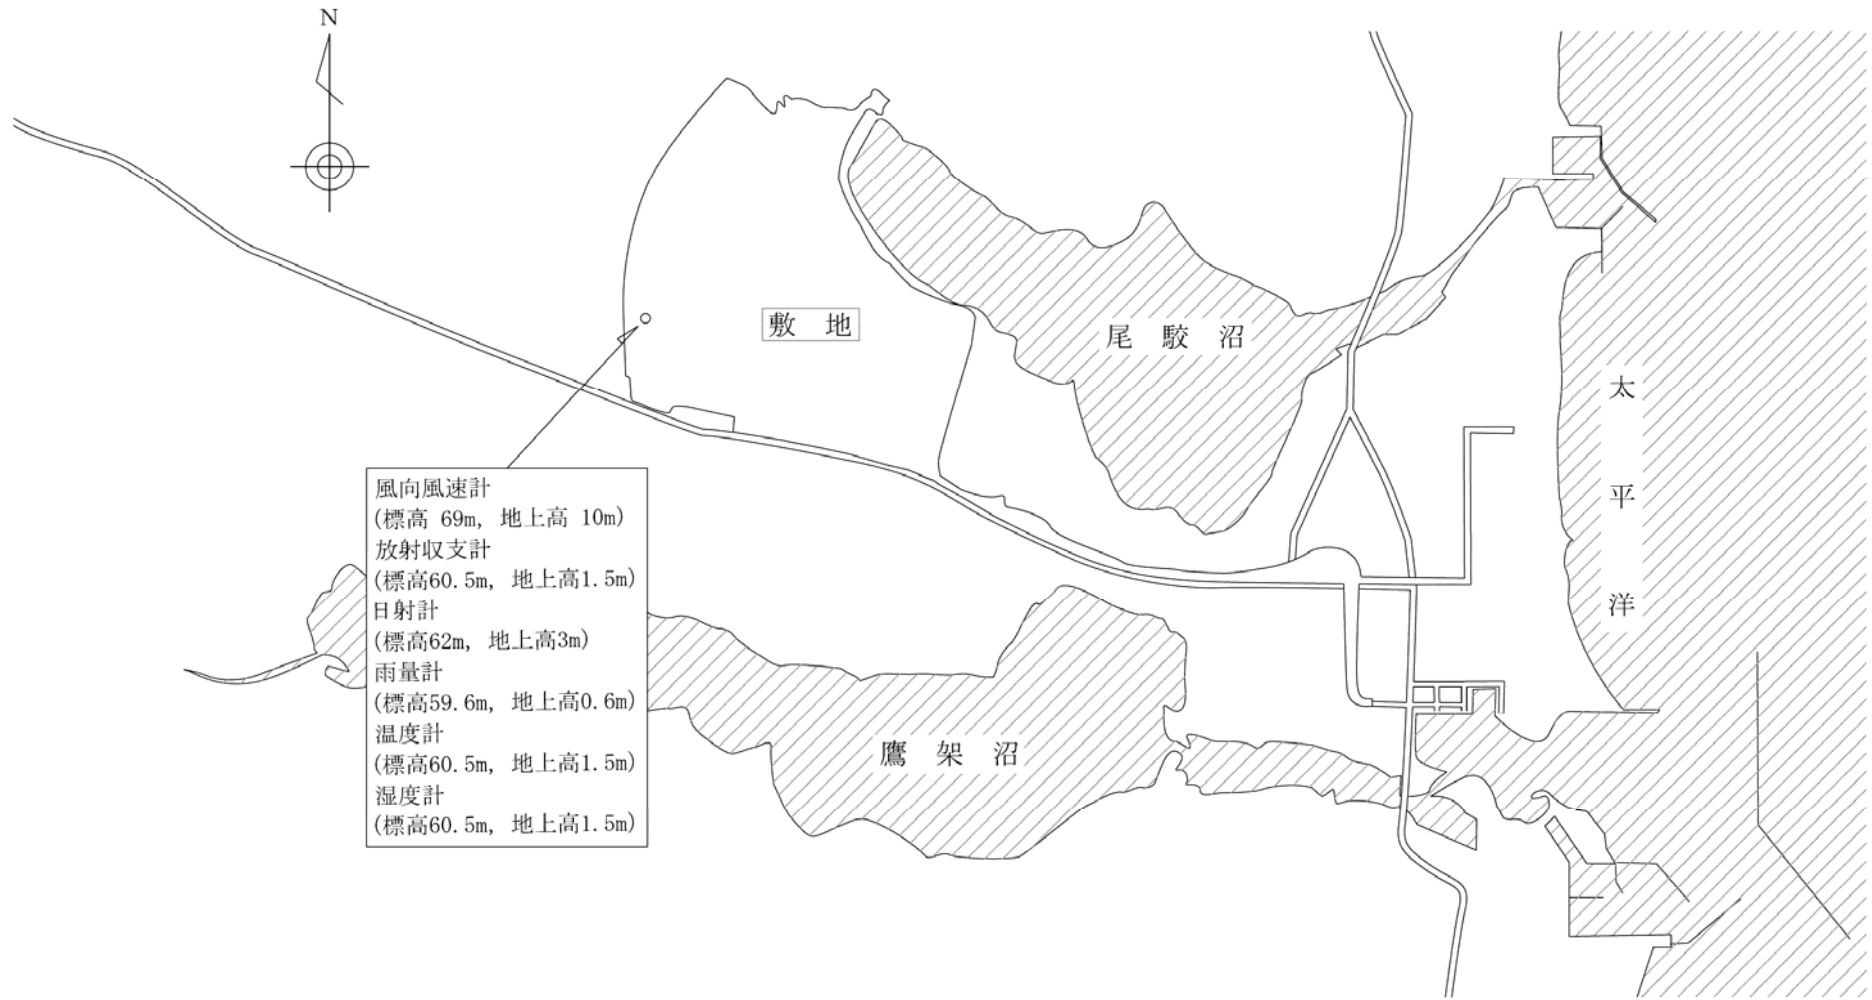 N
敷 地
尾 駮 沼
太平洋
風向風速計
(標高 69m, 地上高 10m)
放射収支計
(標高60.5m, 地上高1.5m)
日射計
(標高62m, 地上高3m)
雨量計
(標高59.6m, 地上高0.6m)
温度計
(標高60.5m, 地上高1.5m)
湿度計
(標高60.5m, 地上高1.5m)
鷹 架 沼